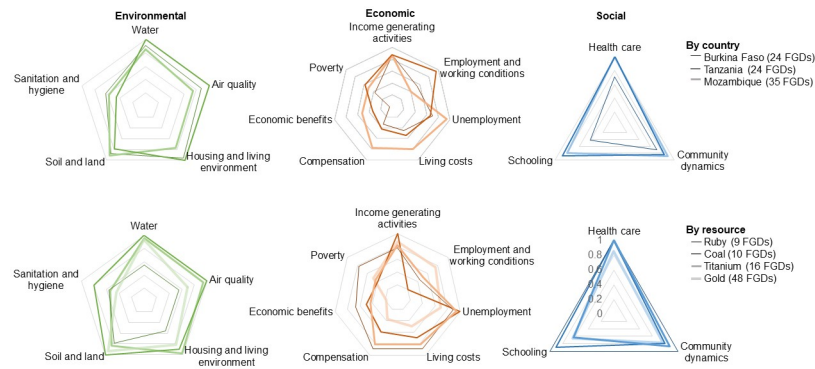 Environmental
Economic
Social
Water
Sanitation and
hygiene
Air quality
Soil and land
Housing and living
environment
Income generating
activities
Poverty
Employment and
working conditions
Economic benefits
Unemployment
Compensation
Living costs
Health care
Schooling
Community
dynamics
By country
Burkina Faso (24 FGDs)
Tanzania (24 FGDs)
Mozambique (35 FGDs)
Water
Sanitation and
hygiene
Air quality
Soil and land
Housing and living
environment
Income generating
activities
Poverty
Employment and
working conditions
Economic benefits
Unemployment
Compensation
Living costs
Health care
1
0.8
0.6
0.4
0.2
0
Schooling
Community
dynamics
By resource
Ruby (9 FGDs)
Coal (10 FGDs)
Titanium (16 FGDs)
Gold (48 FGDs)